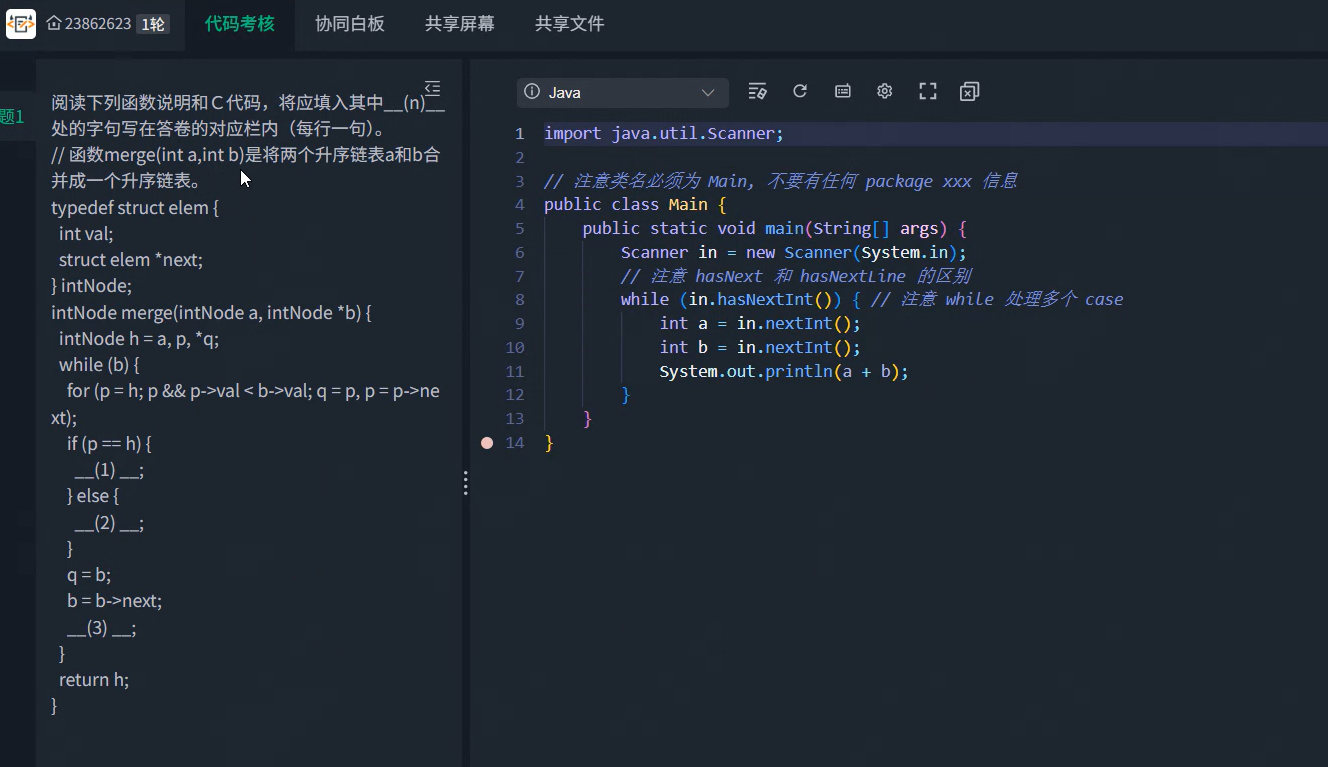 23862623 1轮 代码考核 协同白板 共享屏幕 共享文件
题1
阅读下列函数说明和C代码，将应填入其中__(n)__
处的字句写在答卷的对应栏内（每行一句）。
// 函数merge(int a,int b)是将两个升序链表a和b合
并成一个升序链表。
typedef struct elem {
int val;
struct elem *next;
} intNode;
intNode merge(intNode a, intNode *b) {
intNode h = a, p, *q;
while (b) {
for (p = h; p && p->val < b->val; q = p, p = p->ne
xt);
if (p == h) {
__(1) __;
} else {
__(2) __;
}
q = b;
b = b->next;
__(3) __;
}
return h;
}
Java
1 import java.util.Scanner;
2
3 // 注意类名必须为 Main, 不要有任何 package xxx 信息
4 public class Main {
5 public static void main(String[] args) {
6 Scanner in = new Scanner(System.in);
7 // 注意 hasNext 和 hasNextLine 的区别
8 while (in.hasNextInt()) { // 注意 while 处理多个 case
9 int a = in.nextInt();
10 int b = in.nextInt();
11 System.out.println(a + b);
12 }
13 }
14 }